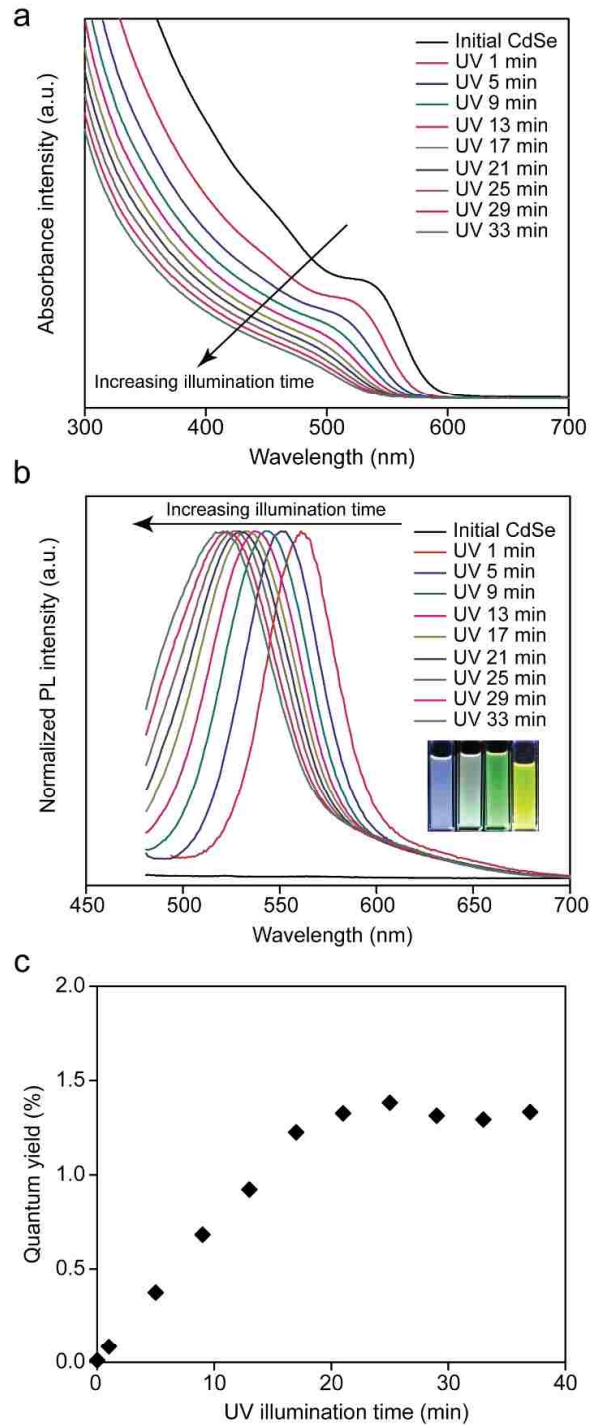 a
Absorbance intensity (a.u.)
Initial CdSe
UV 1 min
UV 5 min
UV 9 min
UV 13 min
UV 17 min
UV 21 min
UV 25 min
UV 29 min
UV 33 min
Increasing illumination time
300 400 500 600 700
Wavelength (nm)
b
Normalized PL intensity (a.u.)
Increasing illumination time
Initial CdSe
UV 1 min
UV 5 min
UV 9 min
UV 13 min
UV 17 min
UV 21 min
UV 25 min
UV 29 min
UV 33 min
450 500 550 600 650 700
Wavelength (nm)
c
Quantum yield (%)
2.0
1.5
1.0
0.5
0.0
0 10 20 30 40
UV illumination time (min)